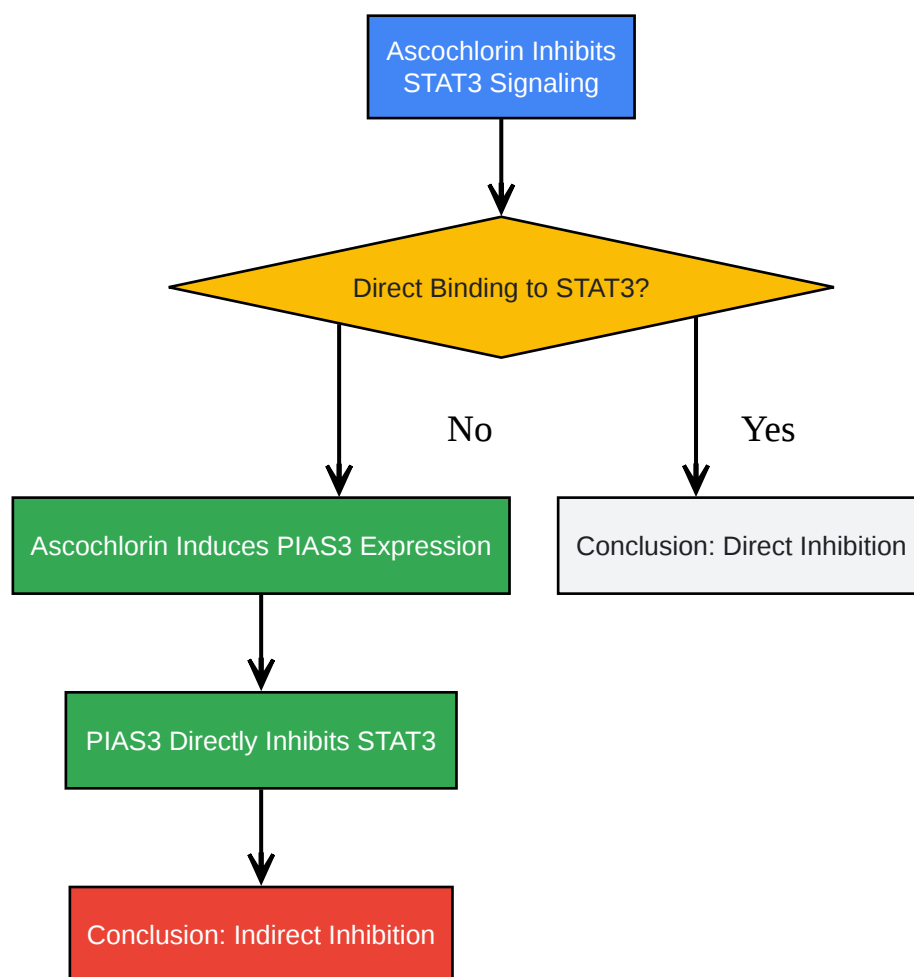 Ascochlorin Inhibits
STAT3 Signaling
Direct Binding to STAT3?
No
Yes
Ascochlorin Induces PIAS3 Expression
Conclusion: Direct Inhibition
PIAS3 Directly Inhibits STAT3
Conclusion: Indirect Inhibition